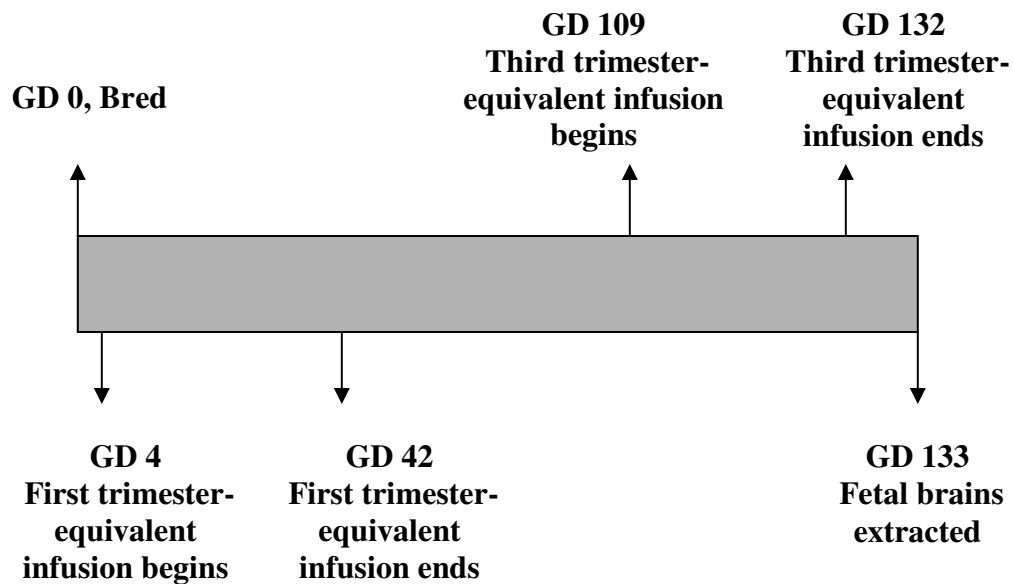 GD 0, Bred
GD 109
Third trimester-
equivalent infusion
begins
GD 132
Third trimester-
equivalent
infusion ends
GD 4
First trimester-
equivalent
infusion begins
GD 42
First trimester-
equivalent
infusion ends
GD 133
Fetal brains
extracted